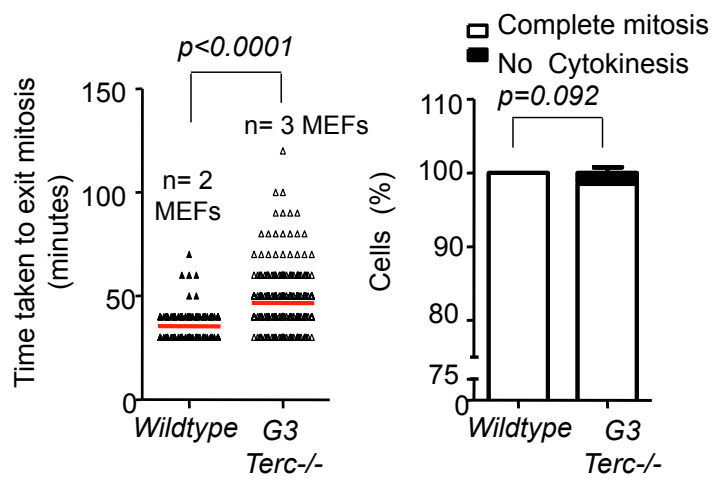 p<0.0001
n= 3 MEFs
n= 2
MEFs
Time taken to exit mitosis
(minutes)
150
100
50
0
Wildtype
G3
Terc-/-
Complete mitosis
No Cytokinesis
p=0.092
Cells (%)
110
100
90
80
75
0
Wildtype
G3
Terc-/-